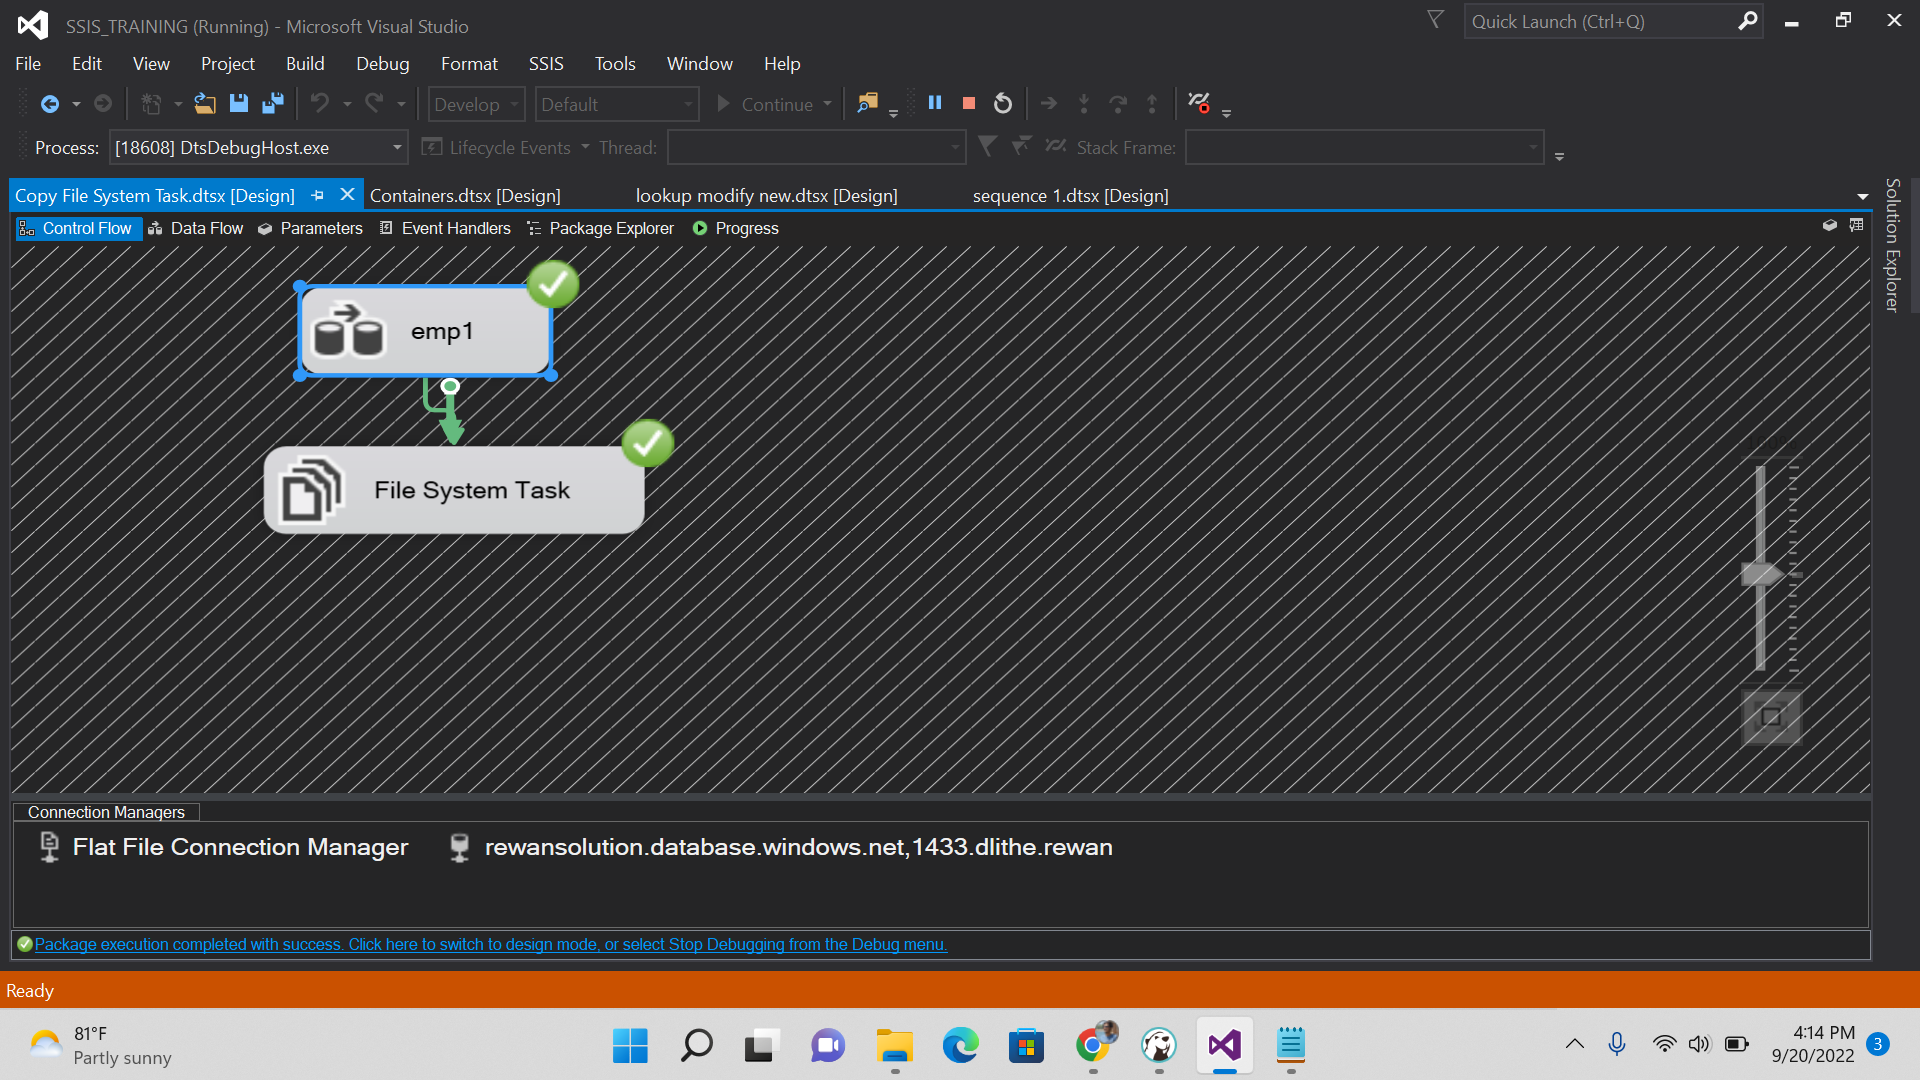 SSIS_TRAINING (Running) - Microsoft Visual Studio
Quick Launch (Ctrl+Q)
File Edit View Project Build Debug Format SSIS Tools Window Help
Develop Default Continue
Process: [18608] DtsDebugHost.exe Lifecycle Events Thread: Stack Frame:
Copy File System Task.dtsx [Design] Containers.dtsx [Design] lookup modify new.dtsx [Design] sequence 1.dtsx [Design]
Solution Explorer
Control Flow Data Flow Parameters Event Handlers Package Explorer Progress
emp1
File System Task
Connection Managers
Flat File Connection Manager rewansolution.database.windows.net,1433.dlithe.rewan
Package execution completed with success. Click here to switch to design mode, or select Stop Debugging from the Debug menu.
Ready
81°F
Partly sunny
4:14 PM
9/20/2022
3